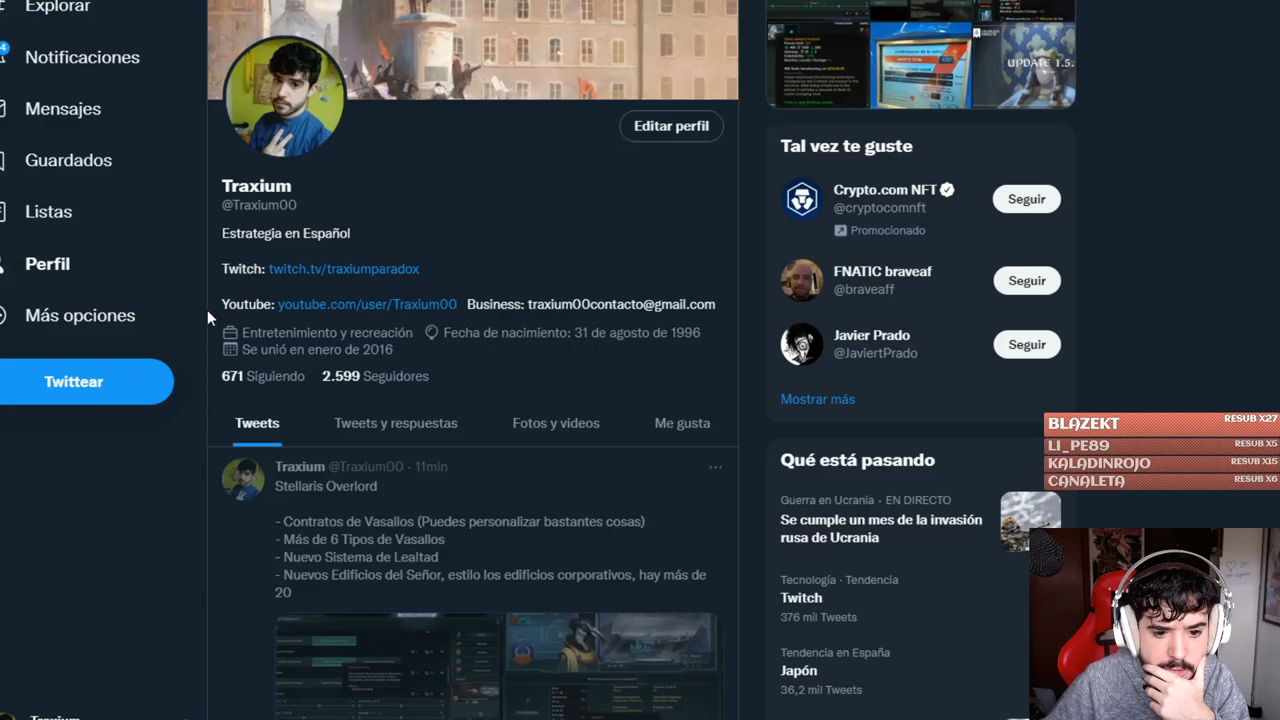 Explorar
4
Notificaciones
Mensajes
Guardados
Listas
Perfil
Más opciones
Twittear
Traxium
Editar perfil
Traxium
@Traxium00
Estrategia en Español
Twitch: twitch.tv/traxiumparadox
Youtube: youtube.com/user/Traxium00 Business: traxium00contacto@gmail.com
Entretenimiento y recreación Fecha de nacimiento: 31 de agosto de 1996
Se unió en enero de 2016
671 Siguiendo 2.599 Seguidores
Tweets Tweets y respuestas Fotos y videos Me gusta
Traxium @Traxium00 · 11min
Stellaris Overlord
- Contratos de Vasallos (Puedes personalizar bastantes cosas)
- Más de 6 Tipos de Vasallos
- Nuevo Sistema de Lealtad
- Nuevos Edificios del Señor, estilo los edificios corporativos, hay más de
20
UPDATE 1.5.
Tal vez te guste
Crypto.com NFT
@cryptocomnft
Promocionado
Seguir
FNATIC braveaf
@braveaff
Seguir
Javier Prado
@JaviertPrado
Seguir
Mostrar más
Qué está pasando
Guerra en Ucrania · EN DIRECTO
Se cumple un mes de la invasión
rusa de Ucrania
Tecnología · Tendencia
Twitch
376 mil Tweets
Tendencia en España
Japón
36,2 mil Tweets
BLAZEKT RESUB X27
LI_PE89 RESUB X5
KALADINROJO RESUB X15
CANALETA RESUB X6